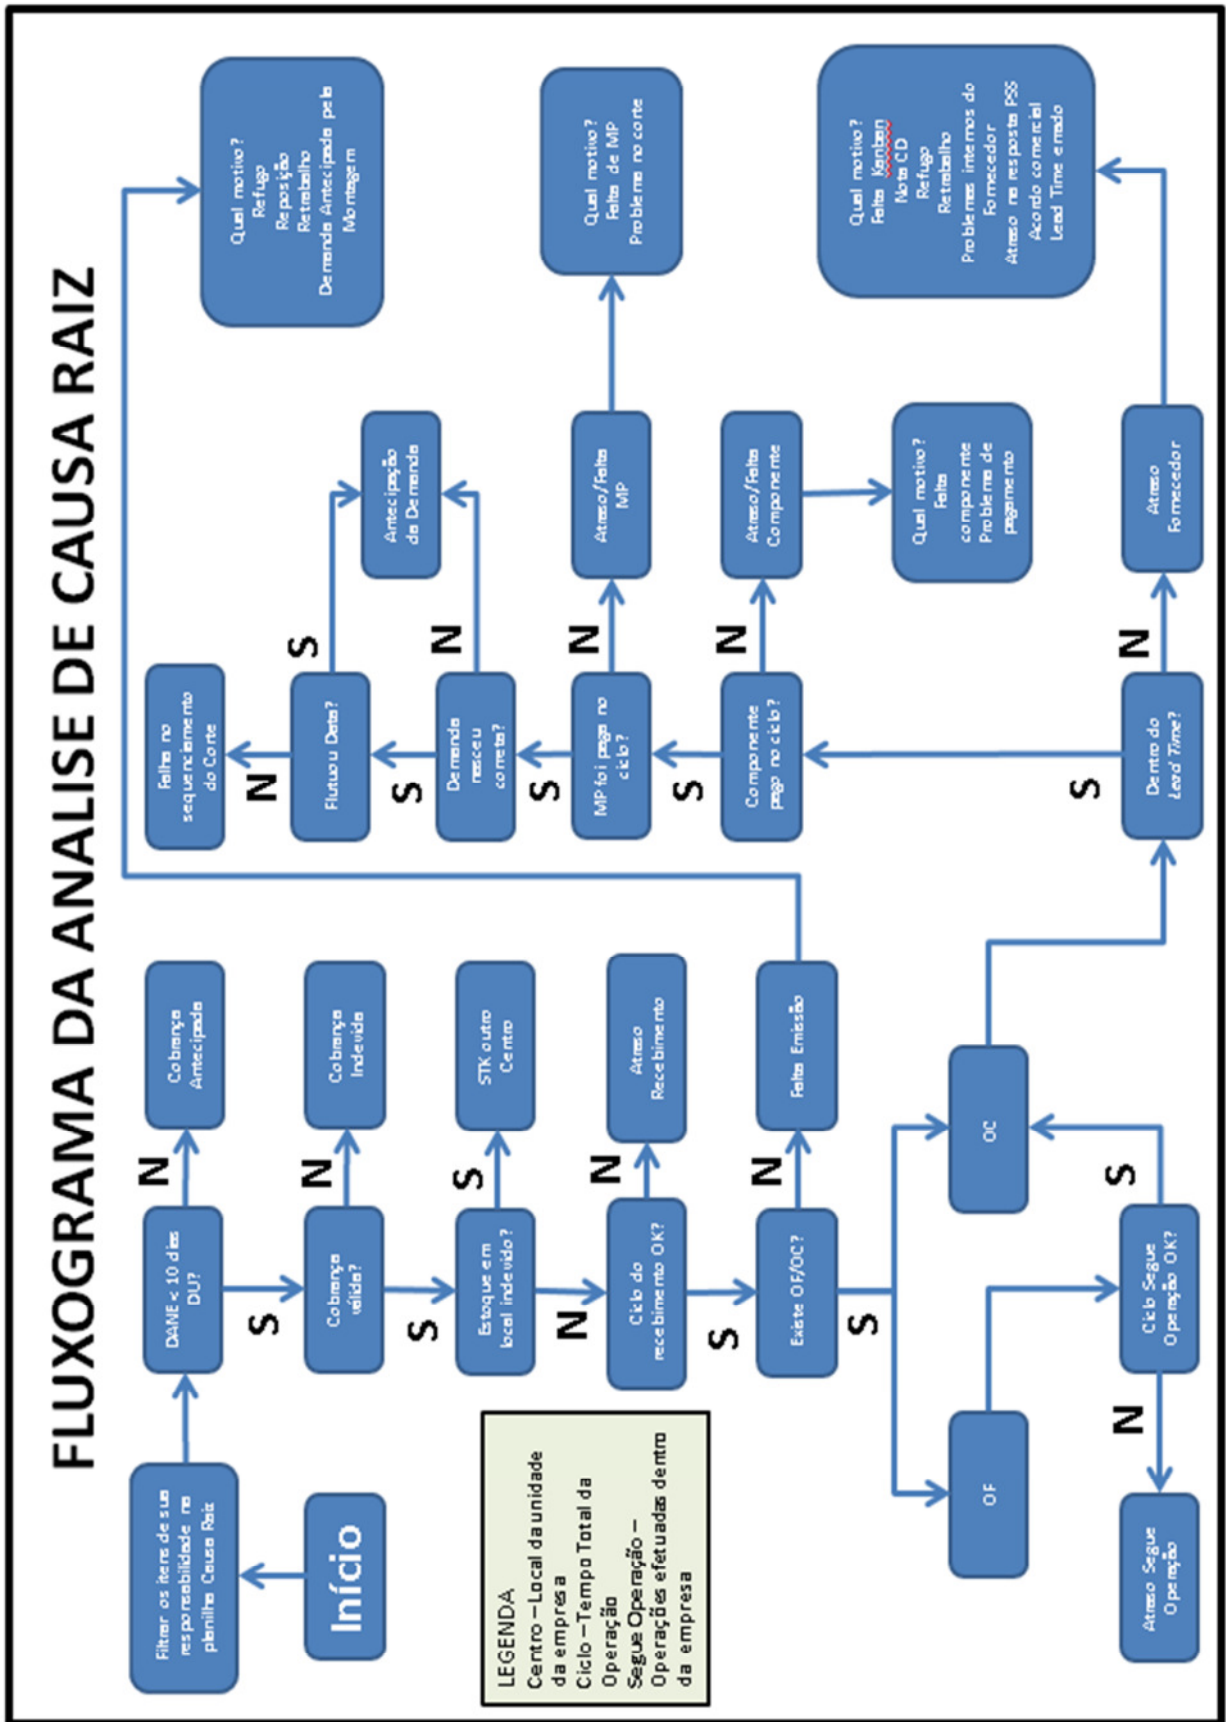 FLUXOGRAMA DA ANALISE DE CAUSA RAIZ
Início
Filtrar os itens de sua
responsabilidade na
planilha Causa Raiz
DANE < 10 dias
DU?
N
Cobrança
Antecipada
S
Cobrança
válida?
N
Cobrança
Indevida
S
Estoque em
local indevido?
S
STK outro
Centro
N
Ciclo do
recebimento OK?
N
Atraso
Recebimento
S
Existe OF/OC?
N
Falta Emissão
S
OF
OC
Ciclo Segue
Operação OK?
S
N
Atraso Segue
Operação
LEGENDA
Centro – Local da unidade
da empresa
Ciclo – Tempo Total da
Operação
Segue Operação –
Operações efetuadas dentro
da empresa
Falha no
sequenciamento
do Corte
N
Flutuou Data?
S
Antecipação
da Demanda
S
Demanda
nasceu
correta?
N
S
MP foi paga no
ciclo?
N
Atraso/Falta
MP
Qual motivo?
Falta de MP
Problema no corte
S
Componente
pago no ciclo?
N
Atraso/Falta
Componente
Qual motivo?
Falta
componente
Problema de
pagamento
S
Dentro do
Lead Time?
N
Atraso
Fornecedor
Qual motivo?
Falta Kanban
Nota CD
Refugo
Retrabalho
Problemas internos do
Fornecedor
Atraso na resposta PSS
Acordo comercial
Lead Time errado
Qual motivo?
Refugo
Reposição
Retrabalho
Demanda Antecipada pela
Montagem